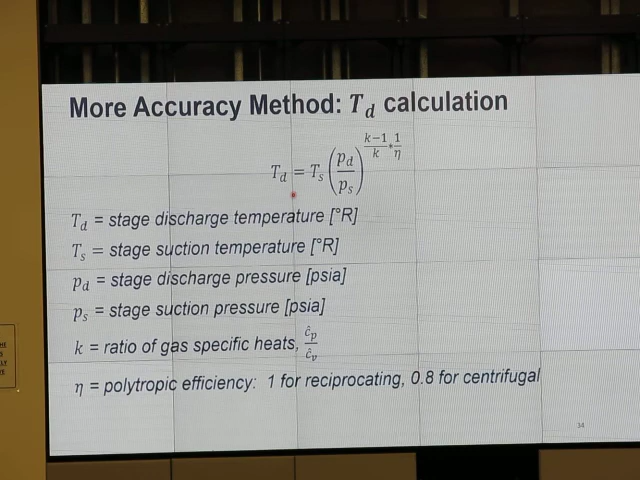 More Accuracy Method: T_d calculation
T_d = T_s (p_d / p_s)^((k−1)/k * 1/η)
T_d = stage discharge temperature [°R]
T_s = stage suction temperature [°R]
p_d = stage discharge pressure [psia]
p_s = stage suction pressure [psia]
k = ratio of gas specific heats, ĉ_p/ĉ_v
η = polytropic efficiency: 1 for reciprocating, 0.8 for centrifugal
34